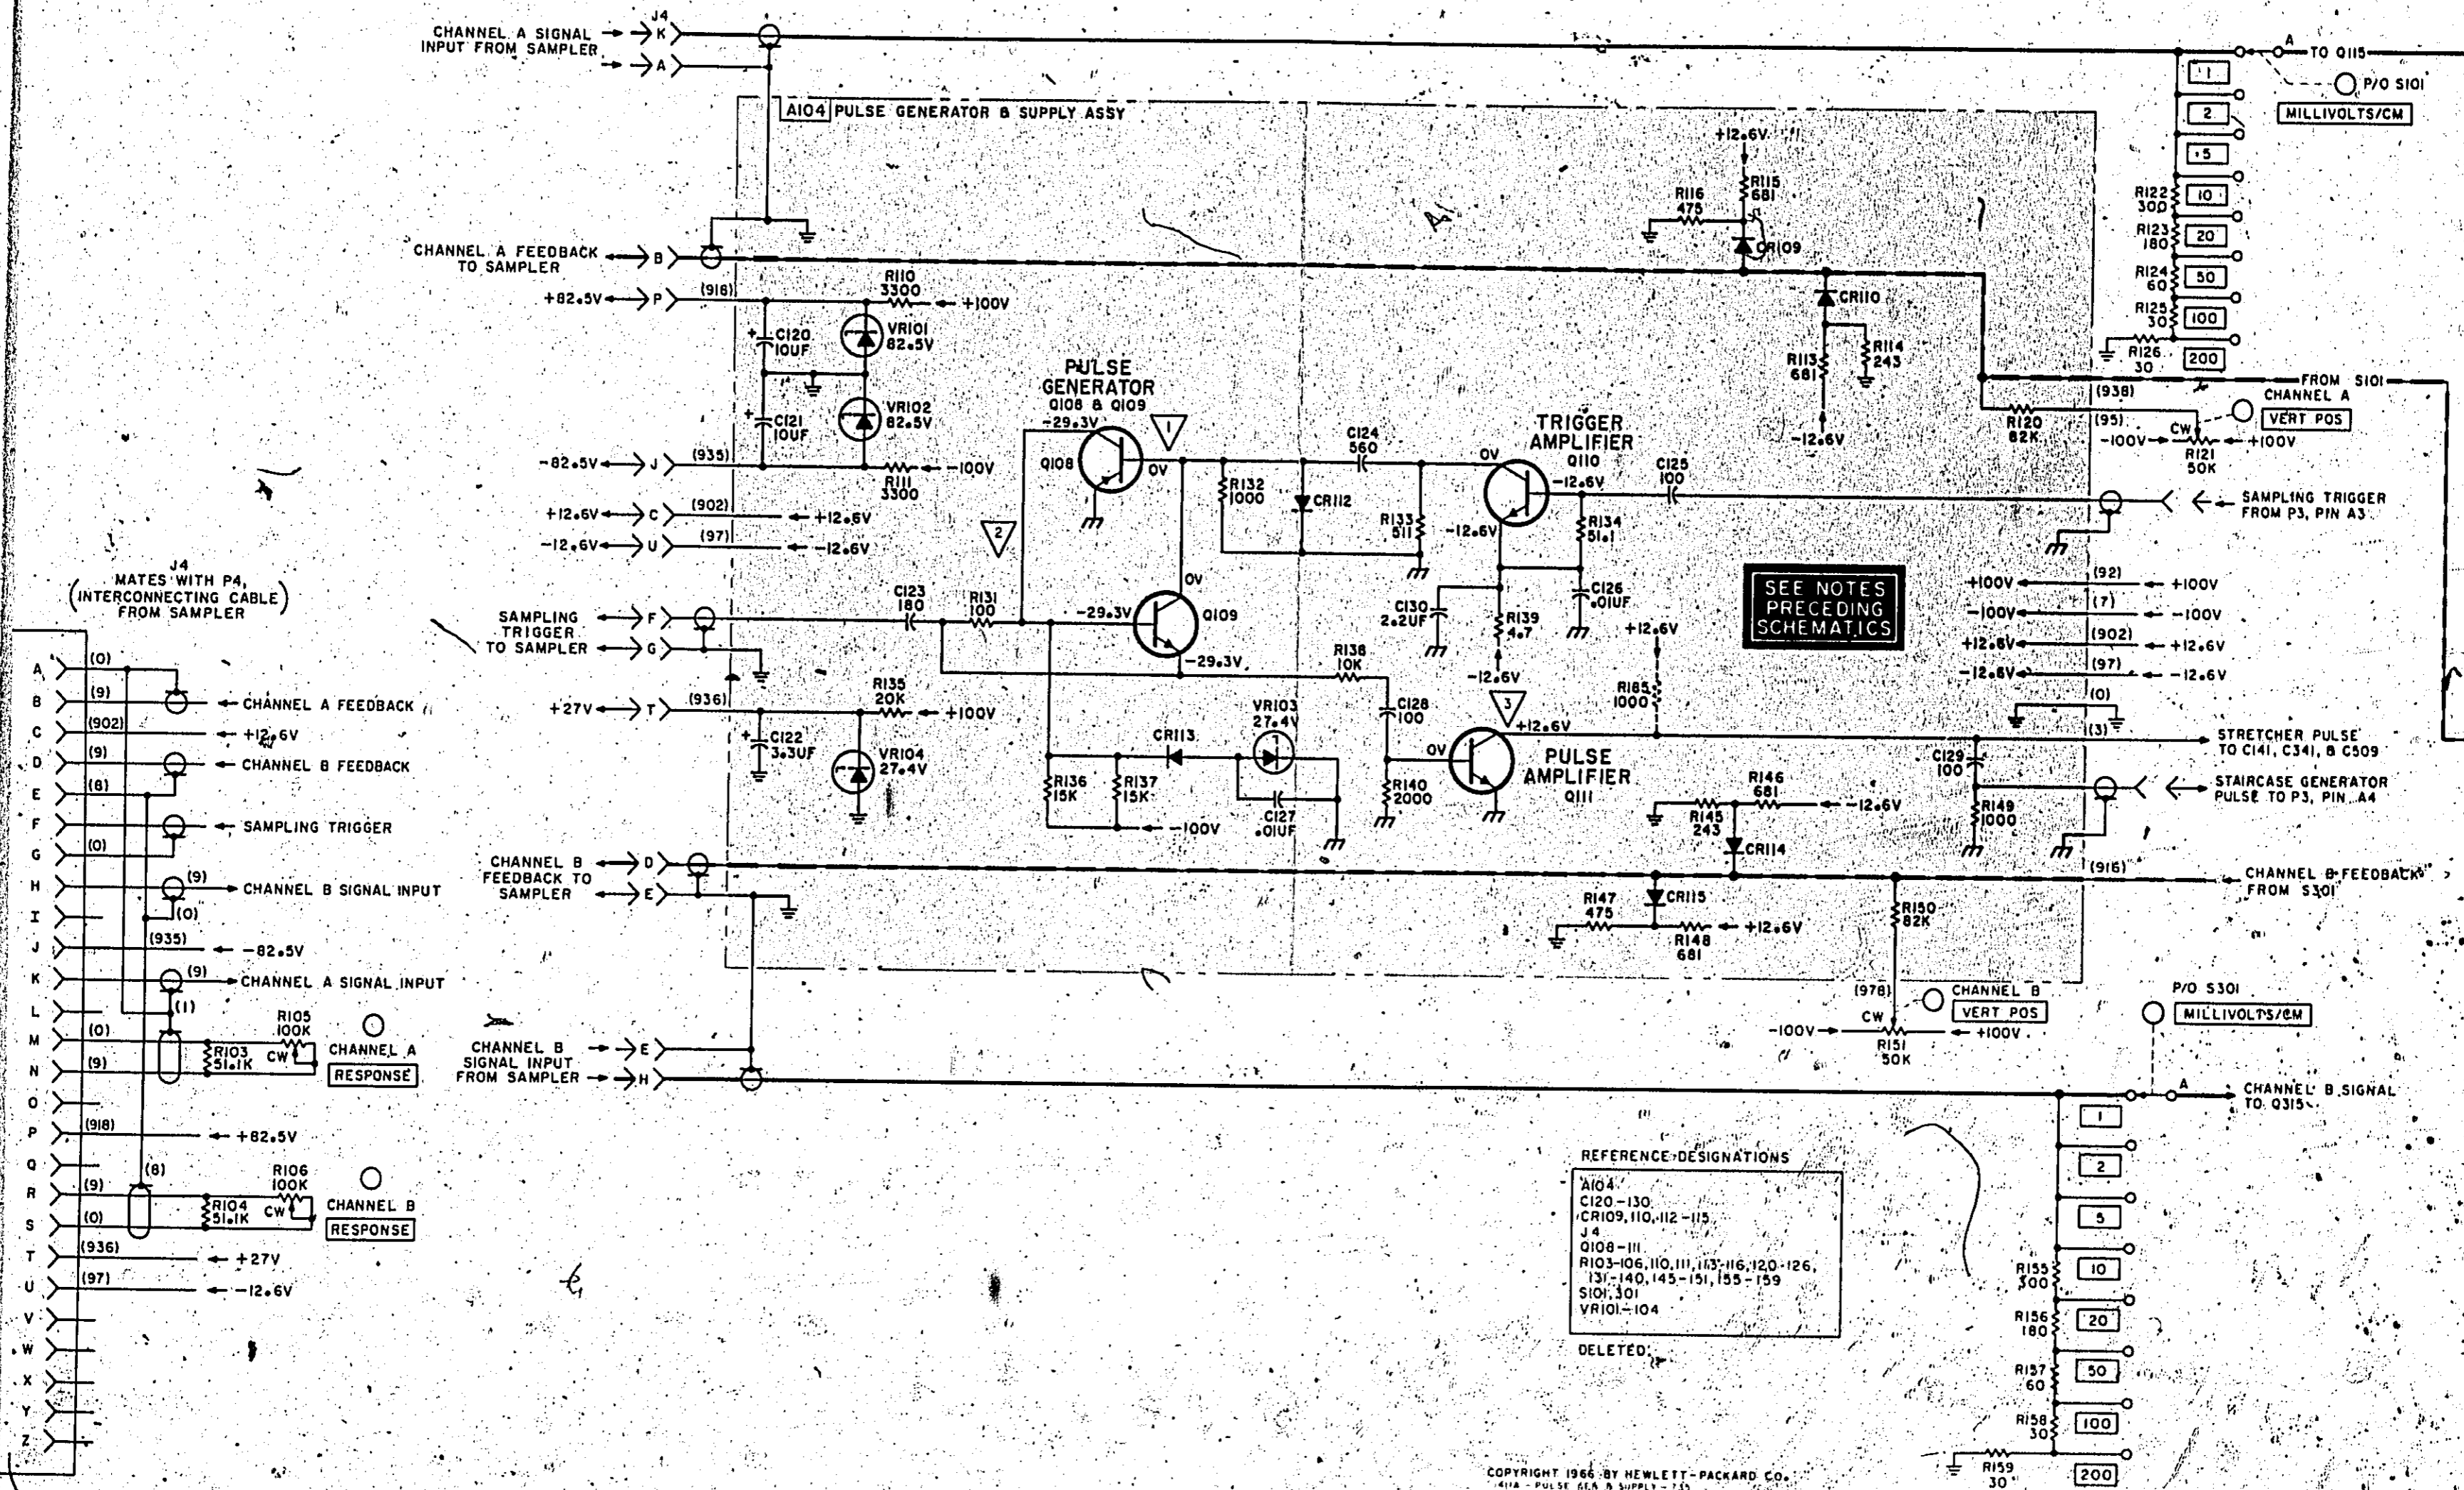 J4
CHANNEL A SIGNAL
INPUT FROM SAMPLER
K
A
A
TO Q115
P/O S101
MILLIVOLTS/CM
1
2
5
10
20
50
100
200
R122
300
R123
180
R124
60
R125
30
R126
30
A104 PULSE GENERATOR & SUPPLY ASSY
+12.6V
R115
681
R116
475
CR109
CHANNEL A FEEDBACK
TO SAMPLER
B
R110
3300
+100V
+82.5V
P
(916)
C120
10UF
VR101
82.5V
CR110
R113
681
R114
243
-12.6V
C121
10UF
VR102
82.5V
-82.5V
J
(935)
-100V
R111
3300
PULSE
GENERATOR
Q108 & Q109
-29.3V
1
Q108
0V
FROM S101
(938)
CHANNEL A
VERT POS
(95)
R120
82K
CW
-100V
+100V
R121
50K
C124
560
TRIGGER
AMPLIFIER
Q110
0V
-12.6V
-12.6V
C125
100
R132
1000
CR112
R133
511
R134
51.1
SAMPLING TRIGGER
FROM P3, PIN A3
+12.6V
C
(902)
+12.6V
-12.6V
U
(97)
-12.6V
2
J4
MATES WITH P4,
INTERCONNECTING CABLE
FROM SAMPLER
SAMPLING
TRIGGER
TO SAMPLER
F
G
C123
180
R131
100
0V
-29.3V
Q109
-29.3V
C130
2.2UF
R139
4.7
-12.6V
C126
.01UF
SEE NOTES
PRECEDING
SCHEMATICS
+100V
(92)
+100V
-100V
(7)
-100V
+12.6V
(902)
+12.6V
-12.6V
(97)
-12.6V
(0)
+12.6V
R165
1000
R138
10K
C128
100
3
+12.6V
0V
PULSE
AMPLIFIER
Q111
R140
2000
+27V
T
(936)
R135
20K
+100V
C122
3.3UF
VR104
27.4V
CR113
VR103
27.4V
R136
15K
R137
15K
-100V
C127
.01UF
(3)
STRETCHER PULSE
TO C141, C341, & C509
C129
100
STAIRCASE GENERATOR
PULSE TO P3, PIN A4
R149
1000
R146
681
-12.6V
R145
243
CR114
CHANNEL B
FEEDBACK TO
SAMPLER
D
E
(916)
CHANNEL B FEEDBACK
FROM S301
CR115
R147
475
+12.6V
R148
681
R150
82K
(978)
CHANNEL B
VERT POS
CW
-100V
+100V
R151
50K
CHANNEL B
SIGNAL INPUT
FROM SAMPLER
E
H
P/O S301
MILLIVOLTS/CM
A
CHANNEL B SIGNAL
TO Q315
1
2
5
10
20
50
100
200
R155
300
R156
180
R157
60
R158
30
R159
30
A
(0)
B
(9)
CHANNEL A FEEDBACK
C
(902)
+12.6V
D
(9)
CHANNEL B FEEDBACK
E
(8)
F
SAMPLING TRIGGER
G
(0)
H
(9)
CHANNEL B SIGNAL INPUT
I
(0)
J
(935)
-82.5V
K
(9)
CHANNEL A SIGNAL INPUT
L
(1)
M
(0)
R105
100K
R103
51.1K
CW
CHANNEL A
RESPONSE
N
(9)
O
P
(918)
+82.5V
Q
(8)
R
(9)
R106
100K
R104
51.1K
CW
CHANNEL B
RESPONSE
S
(0)
T
(936)
+27V
U
(97)
-12.6V
V
W
X
Y
Z
REFERENCE DESIGNATIONS
A104
C120-130
CR109,110,112-115
J4
Q108-111
R103-106,110,111,113-116,120-126,
131-140,145-151,155-159
S101,301
VR101-104
DELETED:
COPYRIGHT 1966 BY HEWLETT-PACKARD CO.
PULSE GEN & SUPPLY